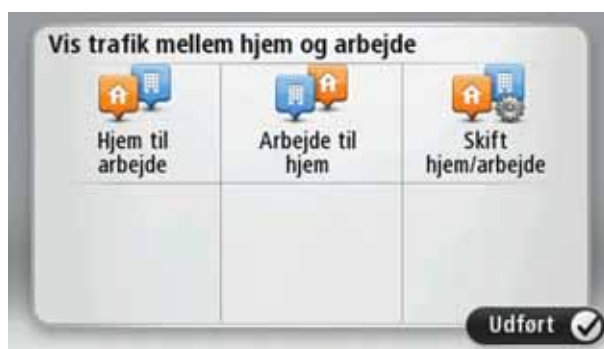 Vis trafik mellem hjem og arbejde
Hjem til
arbejde
Arbejde til
hjem
Skift
hjem/arbejde
Udført